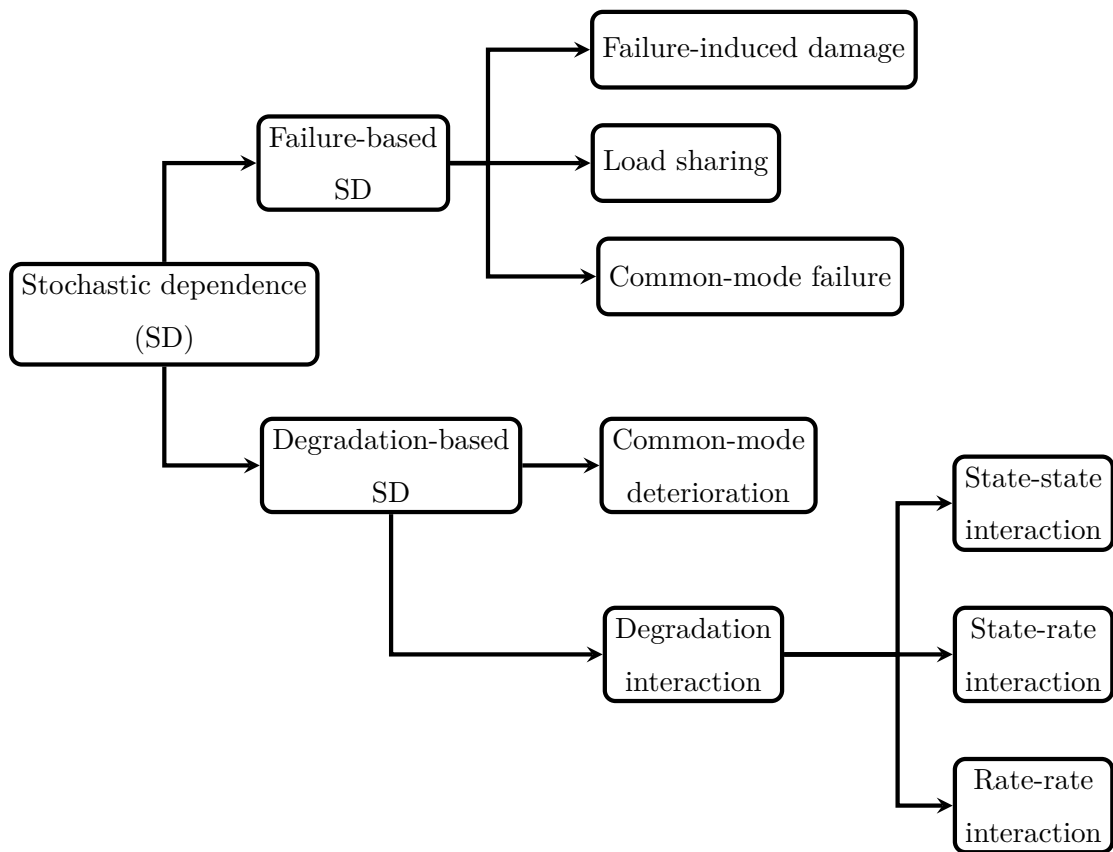 Failure-induced damage
Failure-based
SD
Load sharing
Common-mode failure
Stochastic dependence
(SD)
Degradation-based
SD
Common-mode
deterioration
State-state
interaction
Degradation
interaction
State-rate
interaction
Rate-rate
interaction